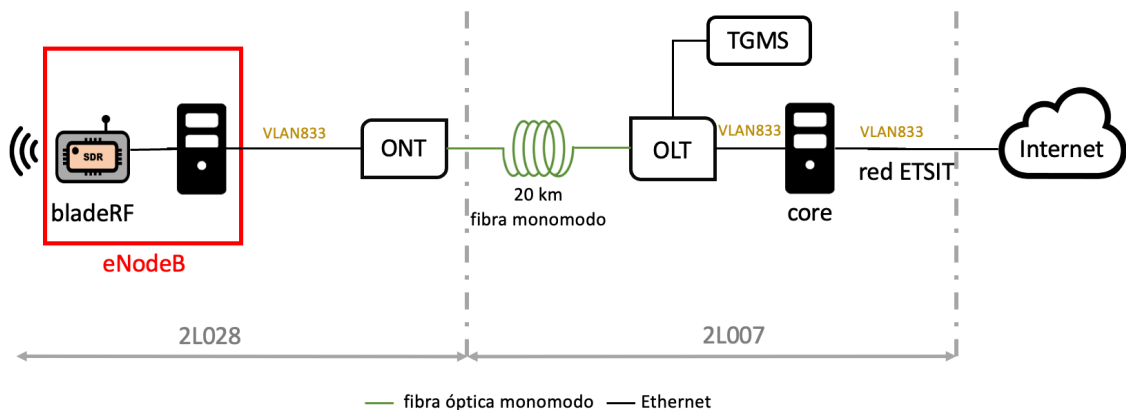 TGMS
VLAN833
VLAN833
VLAN833
SDR
ONT
OLT
Internet
red ETSIT
20 km
fibra monomodo
bladeRF
core
eNodeB
2L028
2L007
fibra óptica monomodo
Ethernet